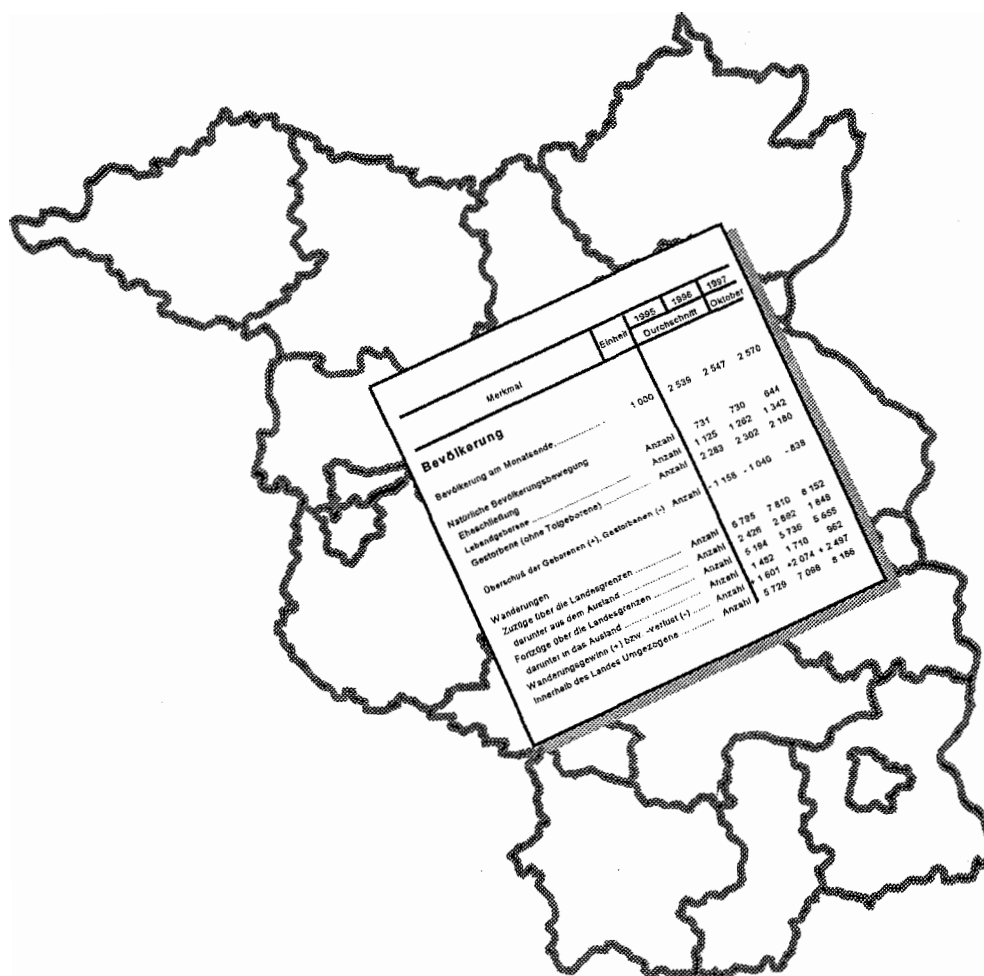 Merkmal Einheit 1995 1996 1997
Durchschnitt Oktober
Bevölkerung
Bevölkerung am Monatsende.................. 1 000 2 539 2 547 2 570
Natürliche Bevölkerungsbewegung
Eheschließung Anzahl 731 730 644
Lebendgeborene .............................. Anzahl 1 125 1 262 1 342
Gestorbene (ohne Totgeborene) .......... Anzahl 2 283 2 302 2 180
Überschuß der Geborenen (+), Gestorbenen (-) Anzahl - 1 158 - 1 040 - 838
Wanderungen
Zuzüge über die Landesgrenzen .......... Anzahl 6 795 7 810 8 152
darunter aus dem Ausland .............. Anzahl 2 426 2 692 1 848
Fortzüge über die Landesgrenzen ........ Anzahl 5 194 5 736 5 655
darunter in das Ausland ................ Anzahl 1 482 1 710 962
Wanderungsgewinn (+) bzw. -verlust (-) ..... Anzahl + 1 601 +2 074 + 2 497
Innerhalb des Landes Umgezogene ........ Anzahl 5 729 7 098 8 186